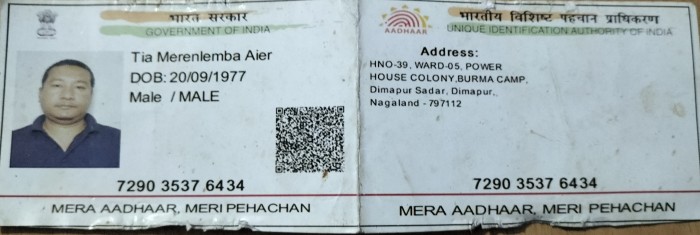 भारत सरकार
GOVERNMENT OF INDIA
Tia Merenlemba Aier
DOB: 20/09/1977
Male / MALE
7290 3537 6434
MERA AADHAAR, MERI PEHACHAN
AADHAAR
भारतीय विशिष्ट पहचान प्राधिकरण
UNIQUE IDENTIFICATION AUTHORITY OF INDIA
Address:
HNO-39, WARD-05, POWER
HOUSE COLONY,BURMA CAMP,
Dimapur Sadar, Dimapur,
Nagaland - 797112
7290 3537 6434
MERA AADHAAR, MERI PEHACHAN